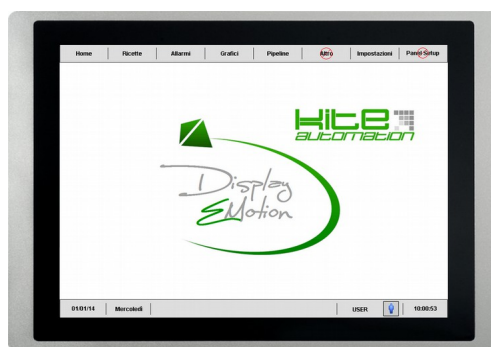 Home Ricette Allarmi Grafici Pipeline Altro Impostazioni Panel Setup
kite
automation
Display
EMotion
01/01/14 Mercoledì USER 10:00:53